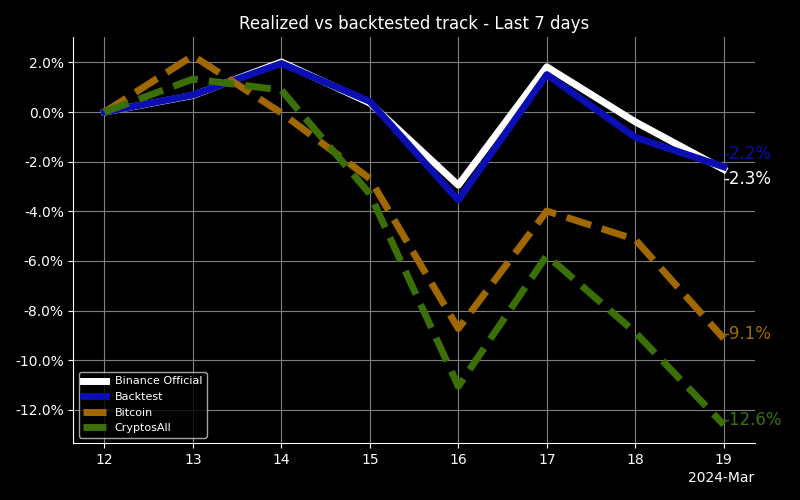 Realized vs backtested track - Last 7 days
2.0%
0.0%
-2.0%
-4.0%
-6.0%
-8.0%
-10.0%
-12.0%
-2.2%
-2.3%
-9.1%
-12.6%
Binance Official
Backtest
Bitcoin
CryptosAll
12 13 14 15 16 17 18 19
2024-Mar